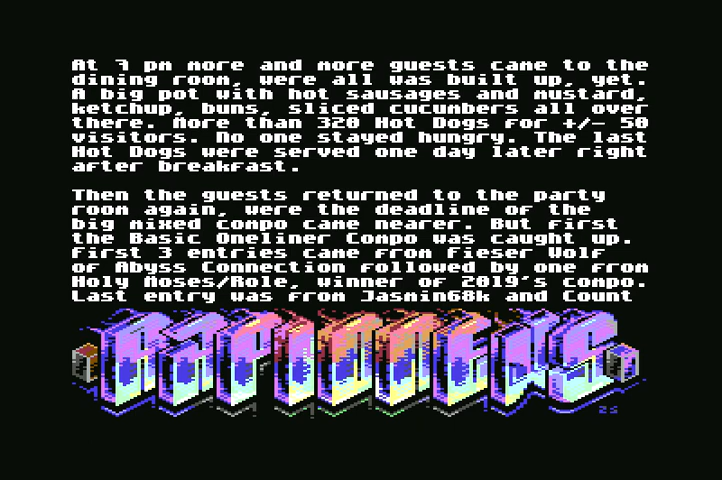 At 7 pm more and more guests came to the
dining room, were all was built up, yet.
A big pot with hot sausages and mustard,
ketchup, buns, sliced cucumbers all over
there. More than 320 Hot Dogs for +/- 50
visitors. No one stayed hungry. The last
Hot Dogs were served one day later right
after breakfast.
Then the guests returned to the party
room again, were the deadline of the
big mixed compo came nearer. But first
the Basic Oneliner Compo was caught up.
First 3 entries came from Fieser Wolf
of Abyss Connection followed by one from
Holy Moses/Role, winner of 2019's compo.
Last entry was from Jasmin68k and Count